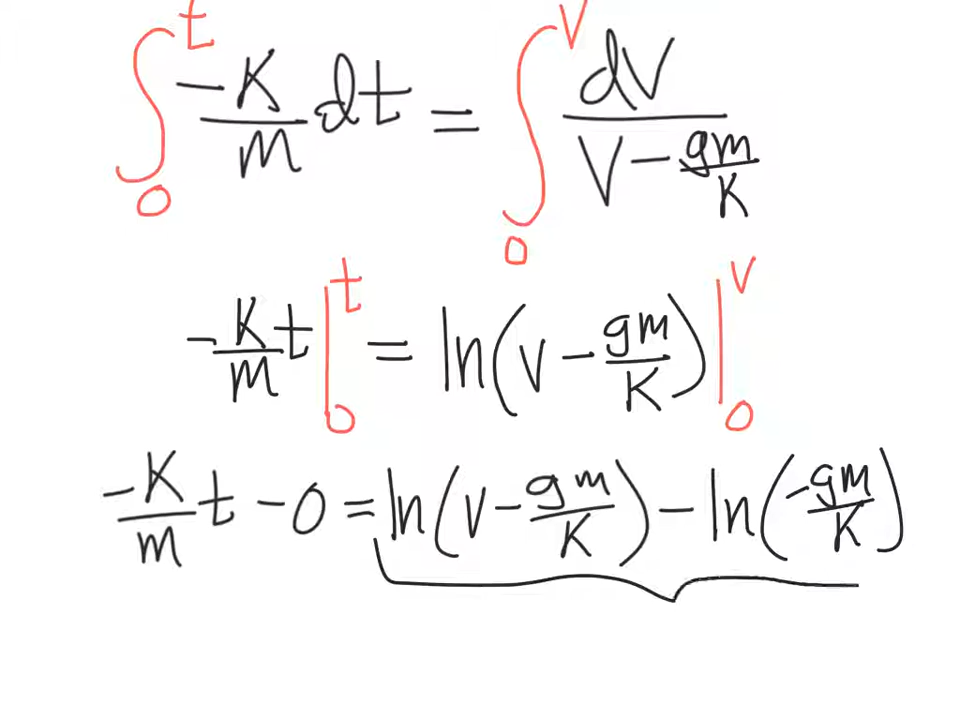 ∫₀ᵗ -K/m dt = ∫₀ⱽ dV/(V - gm/K)
-K/m t |₀ᵗ = ln(V - gm/K) |₀ⱽ
-K/m t - 0 = ln(V - gm/K) - ln(-gm/K)